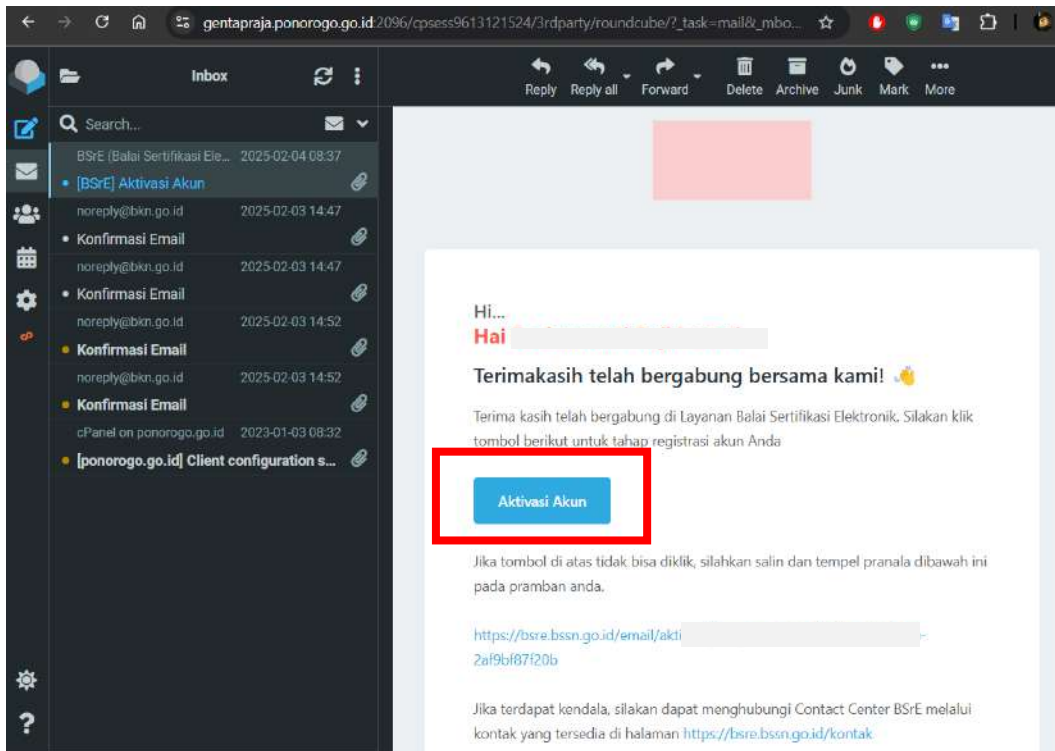 gentapraja.ponorogo.go.id:2096/cpsess9613121524/3rdparty/roundcube/?_task=mail&_mbo...
Inbox
Reply Reply all Forward Delete Archive Junk Mark More
Search...
BSrE (Balai Sertifikasi Ele... 2025-02-04 08:37
[BSrE] Aktivasi Akun
noreply@bkn.go.id 2025-02-03 14:47
Konfirmasi Email
noreply@bkn.go.id 2025-02-03 14:47
Konfirmasi Email
noreply@bkn.go.id 2025-02-03 14:52
Konfirmasi Email
noreply@bkn.go.id 2025-02-03 14:52
Konfirmasi Email
cPanel on ponorogo.go.id 2023-01-03 08:32
[ponorogo.go.id] Client configuration s...
Hi...
Hai
Terimakasih telah bergabung bersama kami! 👋
Terima kasih telah bergabung di Layanan Balai Sertifikasi Elektronik. Silakan klik
tombol berikut untuk tahap registrasi akun Anda
Aktivasi Akun
Jika tombol di atas tidak bisa diklik, silahkan salin dan tempel pranala dibawah ini
pada pramban anda.
https://bsre.bssn.go.id/email/akti -
2af9bf87f20b
Jika terdapat kendala, silakan dapat menghubungi Contact Center BSrE melalui
kontak yang tersedia di halaman https://bsre.bssn.go.id/kontak